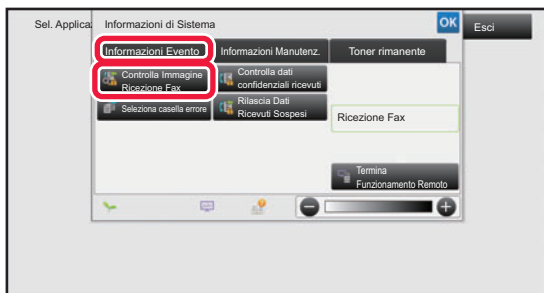 Sel. Applica
Informazioni di Sistema
OK
Esci
Informazioni Evento
Informazioni Manutenz.
Toner rimanente
Controlla Immagine
Ricezione Fax
Controlla dati
confidenziali ricevuti
Seleziona casella errore
Rilascia Dati
Ricevuti Sospesi
Ricezione Fax
Termina
Funzionamento Remoto